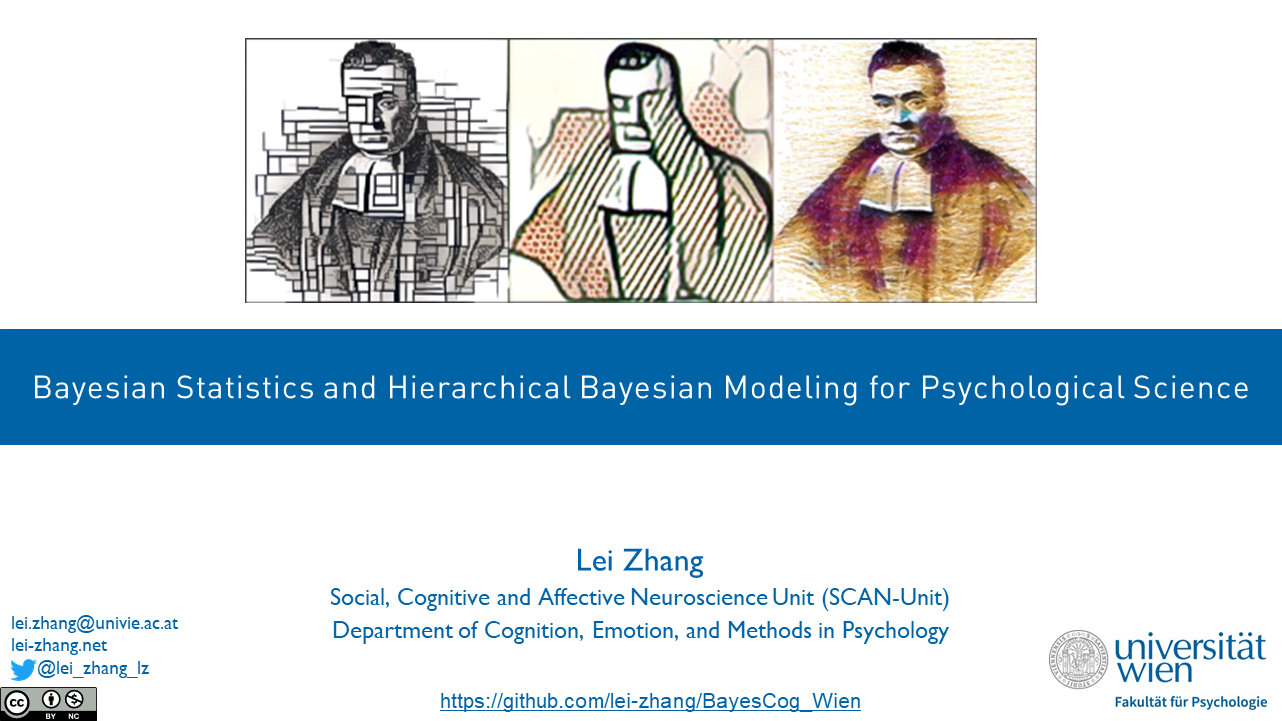 Bayesian Statistics and Hierarchical Bayesian Modeling for Psychological Science
Lei Zhang
Social, Cognitive and Affective Neuroscience Unit (SCAN-Unit)
Department of Cognition, Emotion, and Methods in Psychology
lei.zhang@univie.ac.at
lei-zhang.net
@lei_zhang_lz
cc
BY NC
https://github.com/lei-zhang/BayesCog_Wien
universität
wien
Fakultät für Psychologie